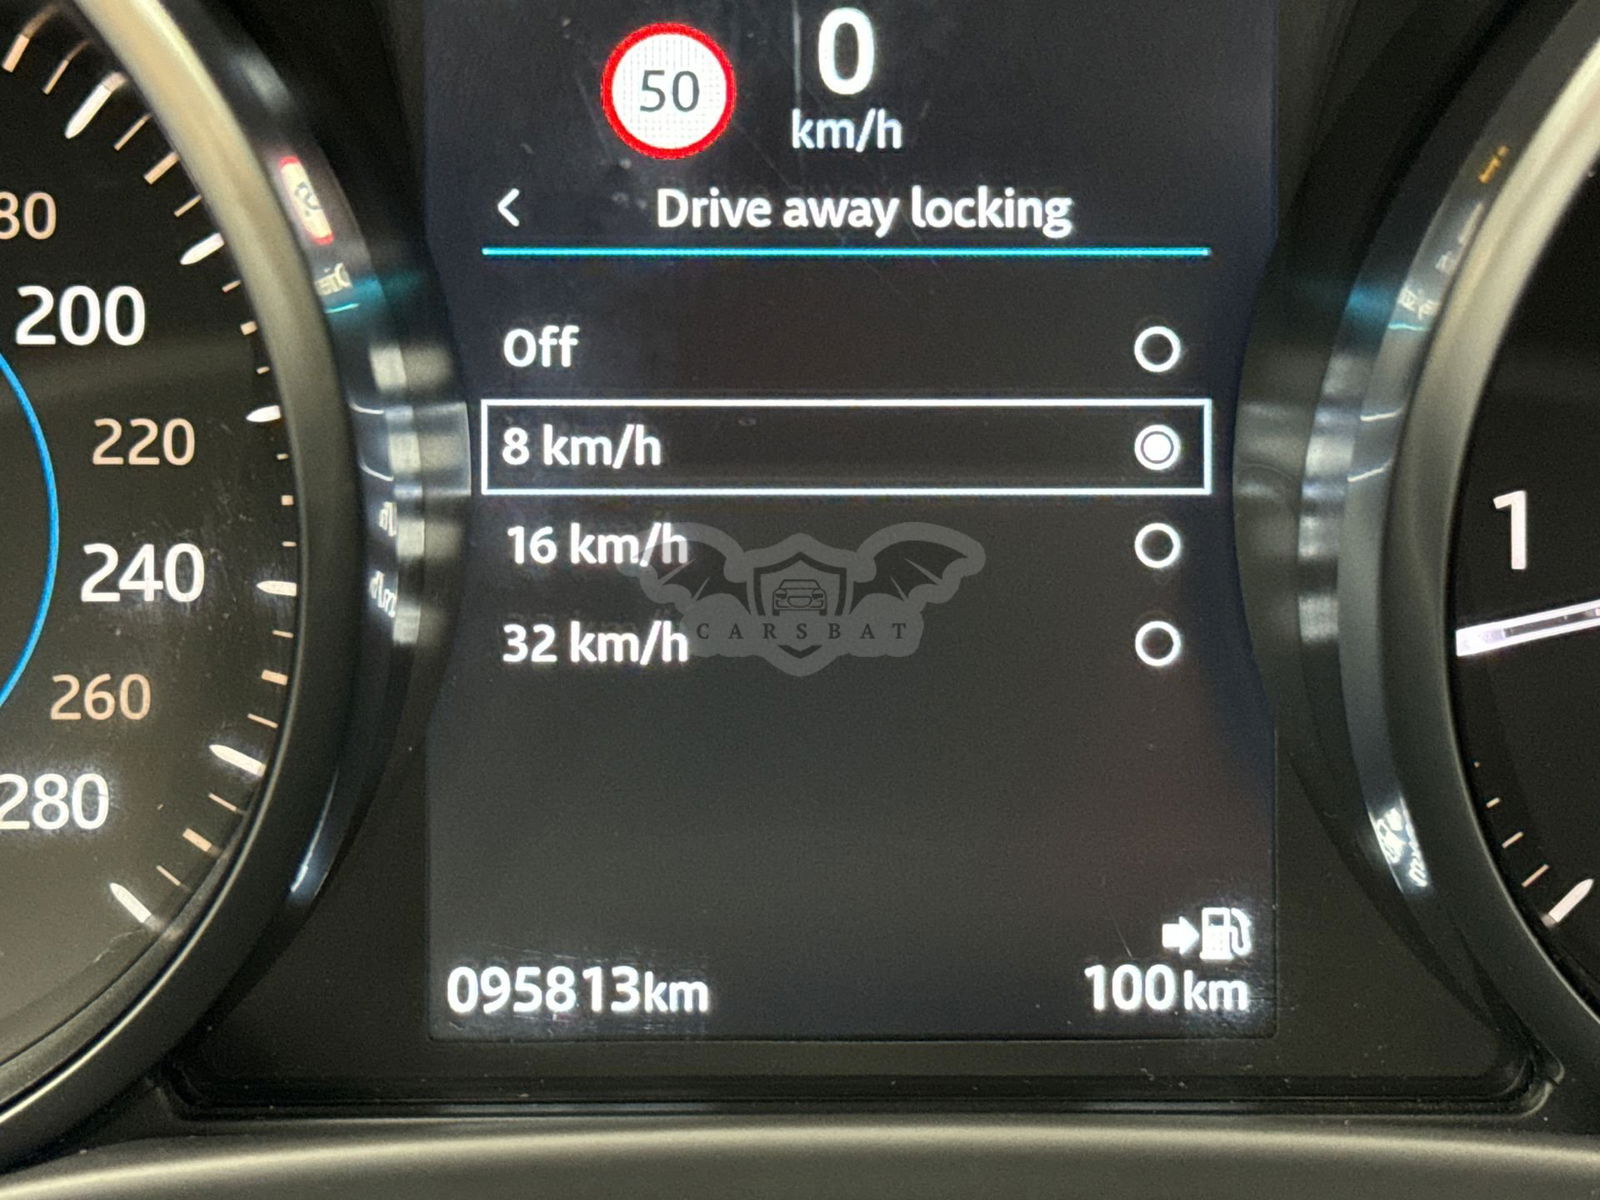 50
0
km/h
Drive away locking
Off
8 km/h
16 km/h
32 km/h
CARSBAT
200
220
240
260
280
1
095813km
100km